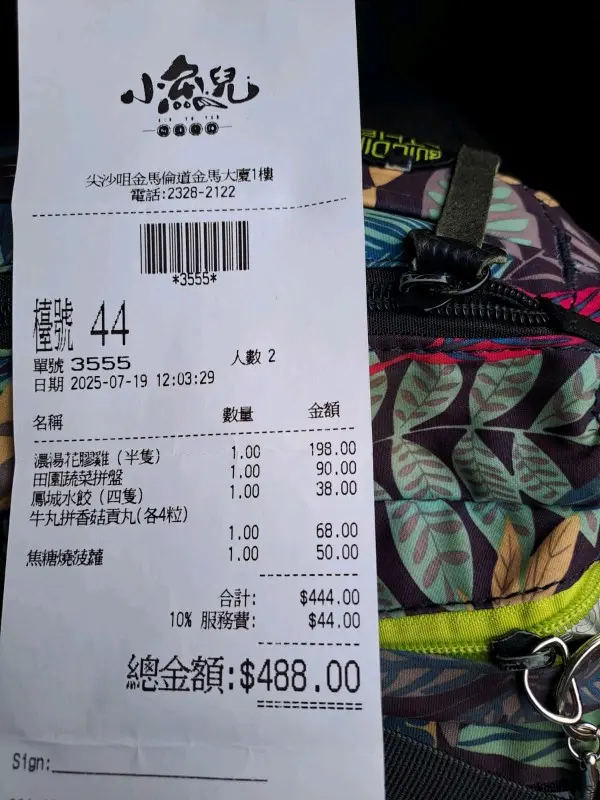 小魚兒
尖沙咀金馬倫道金馬大廈1樓
電話:2328-2122
*3555*
檯號 44
單號 3555 人數 2
日期 2025-07-19 12:03:29
名稱 數量 金額
濃湯花膠雞 (半隻) 1.00 198.00
田園蔬菜拼盤 1.00 90.00
鳳城水餃 (四隻) 1.00 38.00
牛丸拼香菇貢丸(各4粒)
1.00 68.00
焦糖燒菠蘿 1.00 50.00
合計: $444.00
10% 服務費: $44.00
總金額:$488.00
Sign: